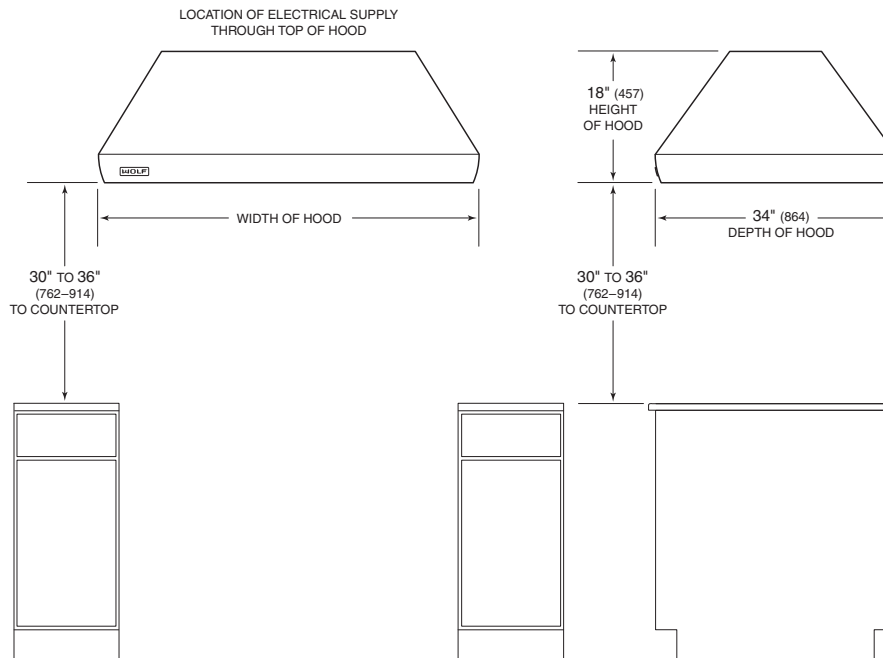 LOCATION OF ELECTRICAL SUPPLY
THROUGH TOP OF HOOD
18" (457)
HEIGHT
OF HOOD
WOLF
WIDTH OF HOOD
34" (864)
DEPTH OF HOOD
30" TO 36"
(762–914)
TO COUNTERTOP
30" TO 36"
(762–914)
TO COUNTERTOP